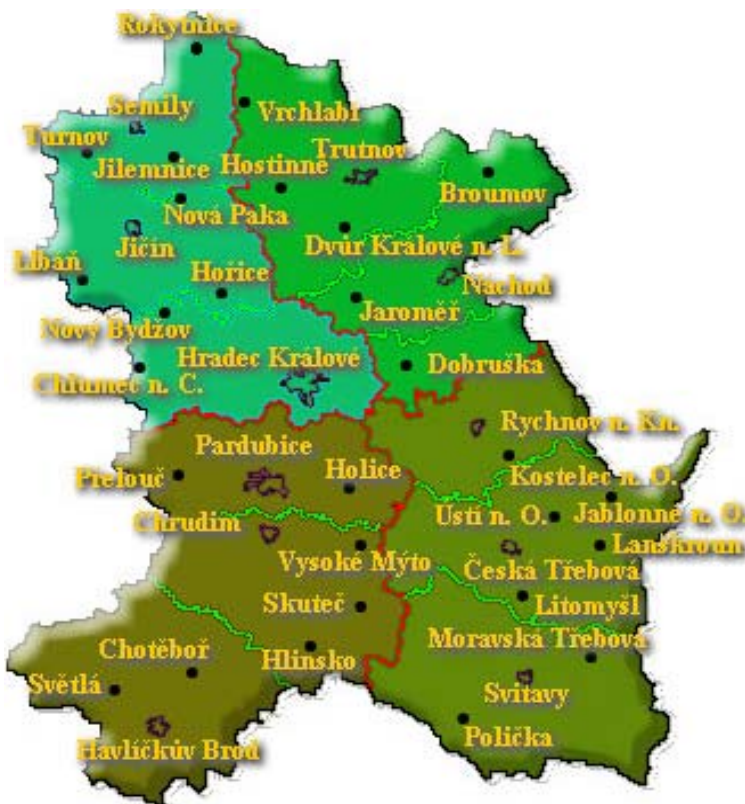 Rokytnice
Semily
Vrchlabí
Turnov
Trutnov
Jilemnice
Hostinné
Broumov
Nová Paka
Jičín
Dvůr Králové n. L.
Libáň
Hořice
Náchod
Jaroměř
Nový Bydžov
Hradec Králové
Dobruška
Chlumec n. C.
Rychnov n. Kn.
Pardubice
Přelouč
Holice
Kostelec n. O.
Chrudim
Ústí n. O.
Jablonné n. O.
Lanškroun
Vysoké Mýto
Česká Třebová
Skuteč
Litomyšl
Moravská Třebová
Chotěboř
Hlinsko
Světlá
Svitavy
Havlíčkův Brod
Polička